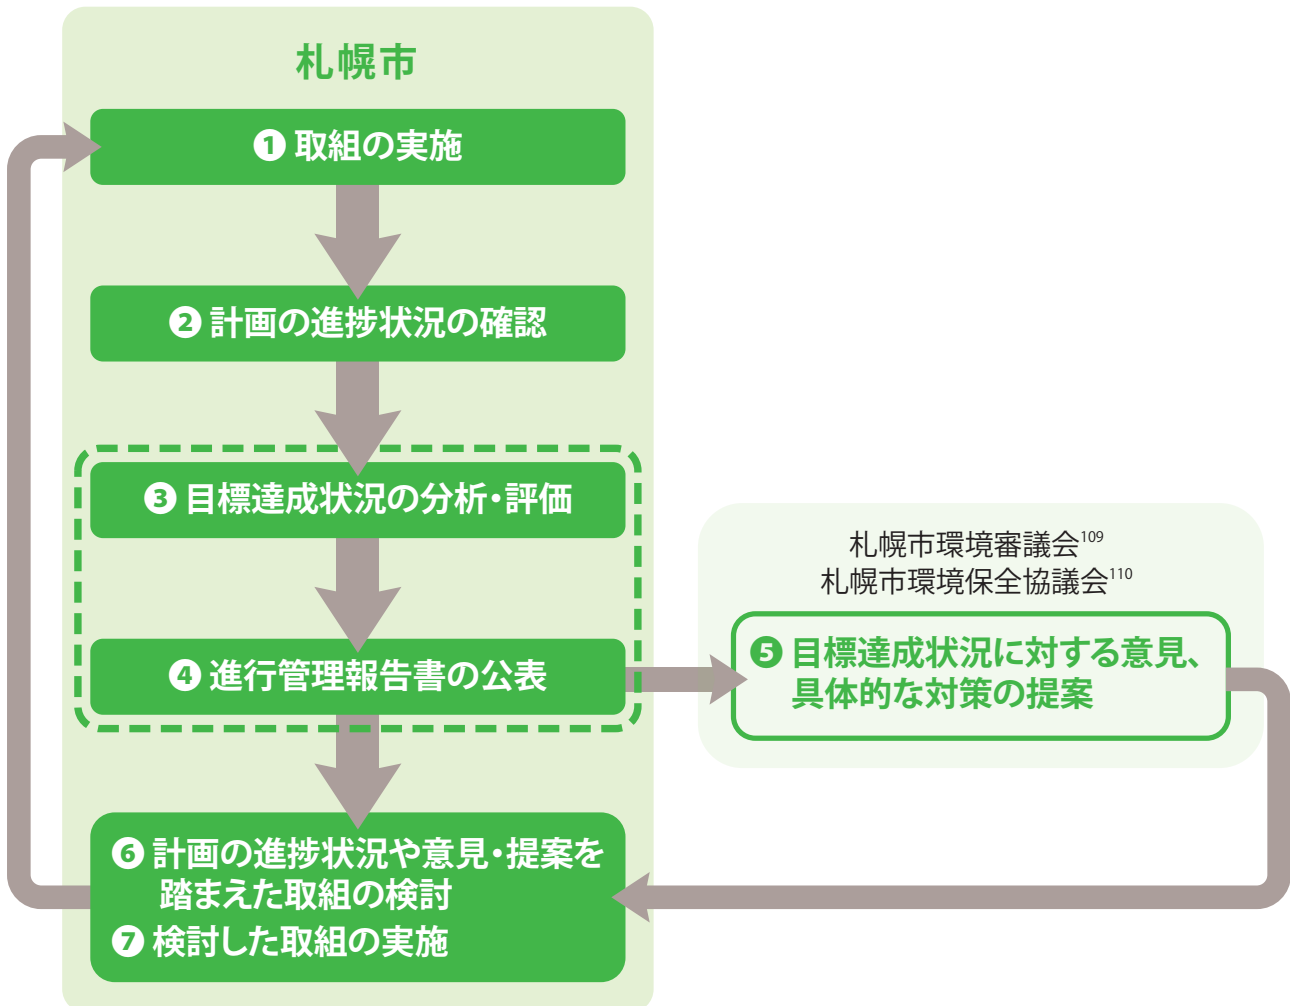 札幌市
❶ 取組の実施
❷ 計画の進捗状況の確認
❸ 目標達成状況の分析・評価
❹ 進行管理報告書の公表
札幌市環境審議会109
札幌市環境保全協議会110
❺ 目標達成状況に対する意見、
具体的な対策の提案
❻ 計画の進捗状況や意見・提案を
踏まえた取組の検討
❼ 検討した取組の実施